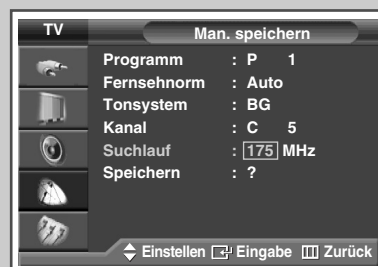 TV
Man. speichern
Programm : P 1
Fernsehnorm : Auto
Tonsystem : BG
Kanal : C 5
Suchlauf : 175 MHz
Speichern : ?
Einstellen Eingabe Zurück